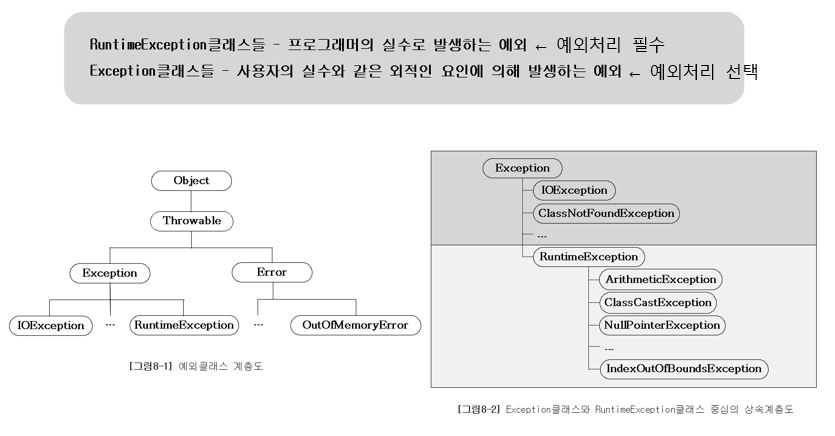 RuntimeException클래스들 - 프로그래머의 실수로 발생하는 예외 ← 예외처리 필수
Exception클래스들 - 사용자의 실수와 같은 외적인 요인에 의해 발생하는 예외 ← 예외처리 선택
Object
Throwable
Exception
Error
IOException
...
RuntimeException
...
OutOfMemoryError
[그림8-1] 예외클래스 계층도
Exception
IOException
ClassNotFoundException
...
RuntimeException
ArithmeticException
ClassCastException
NullPointerException
...
IndexOutOfBoundsException
[그림8-2] Exception클래스와 RuntimeException클래스 중심의 상속계층도